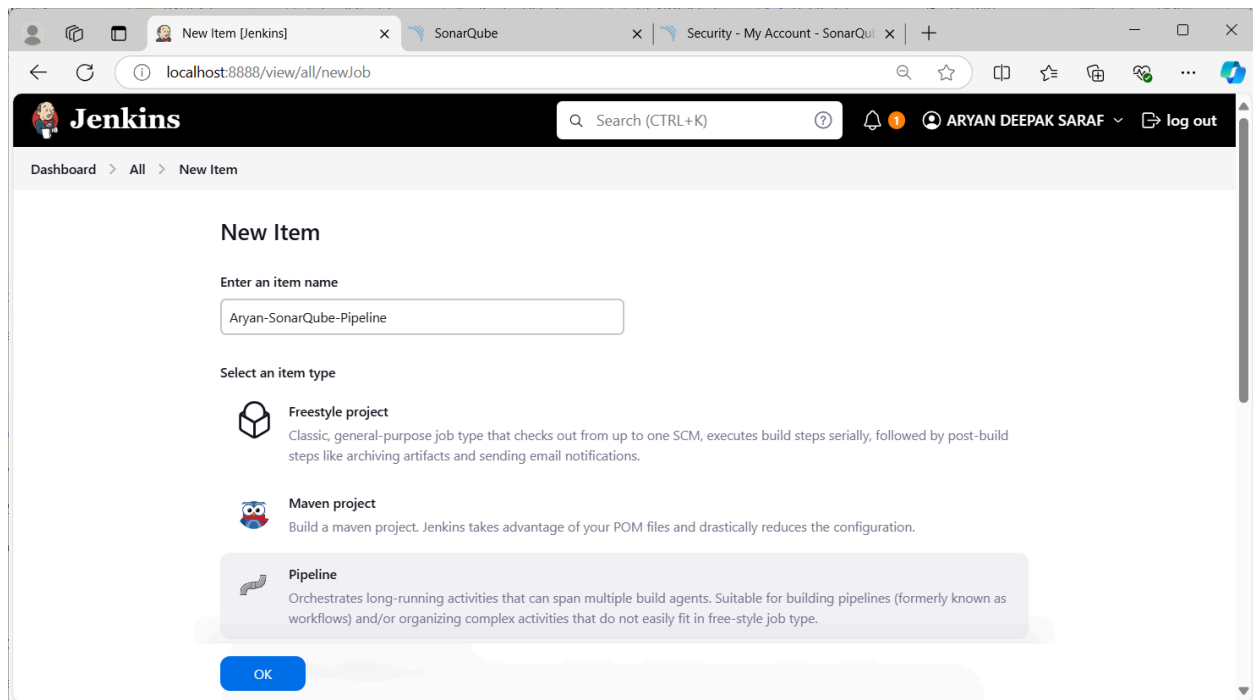 New Item [Jenkins]
SonarQube
Security - My Account - SonarQu
localhost:8888/view/all/newJob
Jenkins
Search (CTRL+K)
1
ARYAN DEEPAK SARAF
log out
Dashboard > All > New Item
New Item
Enter an item name
Aryan-SonarQube-Pipeline
Select an item type
Freestyle project
Classic, general-purpose job type that checks out from up to one SCM, executes build steps serially, followed by post-build
steps like archiving artifacts and sending email notifications.
Maven project
Build a maven project. Jenkins takes advantage of your POM files and drastically reduces the configuration.
Pipeline
Orchestrates long-running activities that can span multiple build agents. Suitable for building pipelines (formerly known as
workflows) and/or organizing complex activities that do not easily fit in free-style job type.
OK